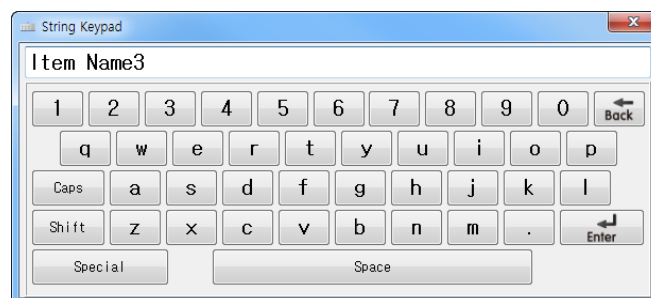 String Keypad
Item Name3
1 2 3 4 5 6 7 8 9 0 Back
q w e r t y u i o p
Caps a s d f g h j k l
Shift z x c v b n m . Enter
Special Space